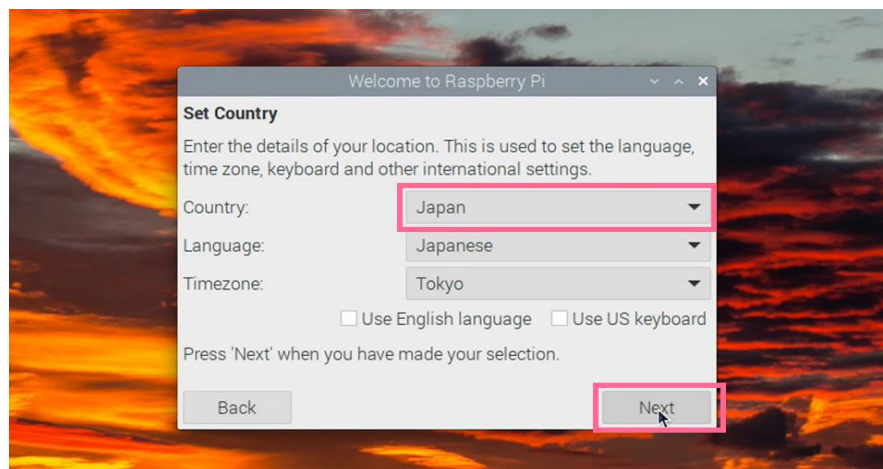 Welcome to Raspberry Pi
Set Country
Enter the details of your location. This is used to set the language,
time zone, keyboard and other international settings.
Country: Japan
Language: Japanese
Timezone: Tokyo
Use English language Use US keyboard
Press 'Next' when you have made your selection.
Back Next